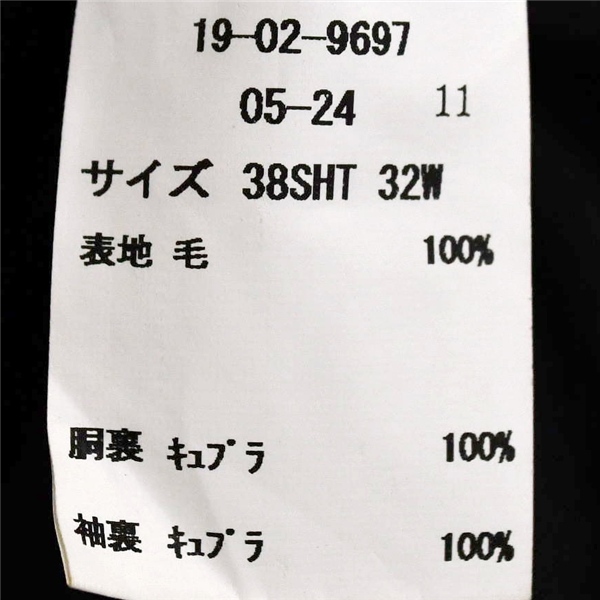 19-02-9697
05-24 11
サイズ 38SHT 32W
表地 毛 100%
胴裏 キュプラ 100%
袖裏 キュプラ 100%